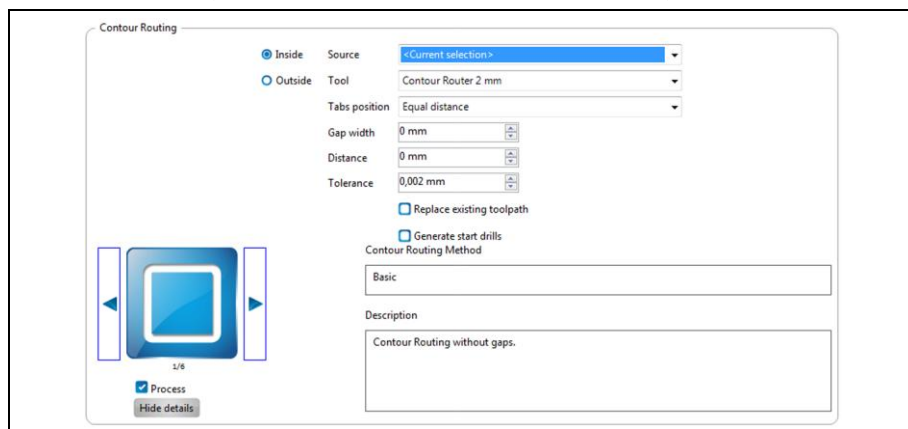 Contour Routing
Inside Source <Current selection>
Outside Tool Contour Router 2 mm
Tabs position Equal distance
Gap width 0 mm
Distance 0 mm
Tolerance 0,002 mm
Replace existing toolpath
Generate start drills
Contour Routing Method
Basic
Description
Contour Routing without gaps.
1/6
Process
Hide details